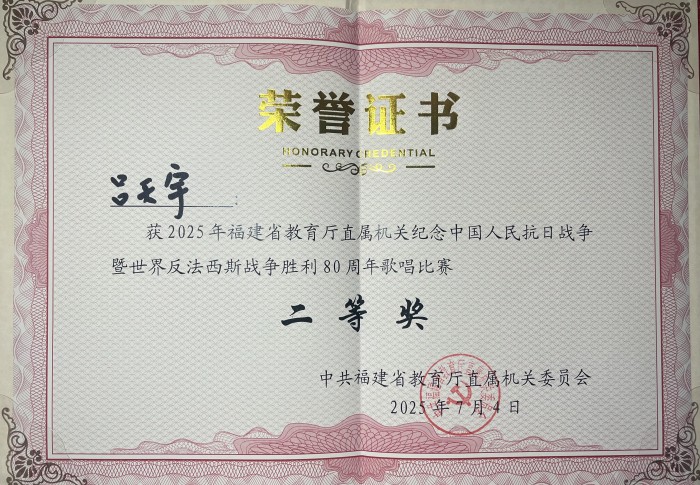 荣誉证书
HONORARY CREDENTIAL
吕天宇：
获2025年福建省教育厅直属机关纪念中国人民抗日战争
暨世界反法西斯战争胜利80周年歌唱比赛
二等奖
中共福建省教育厅直属机关委员会
2025年7月4日